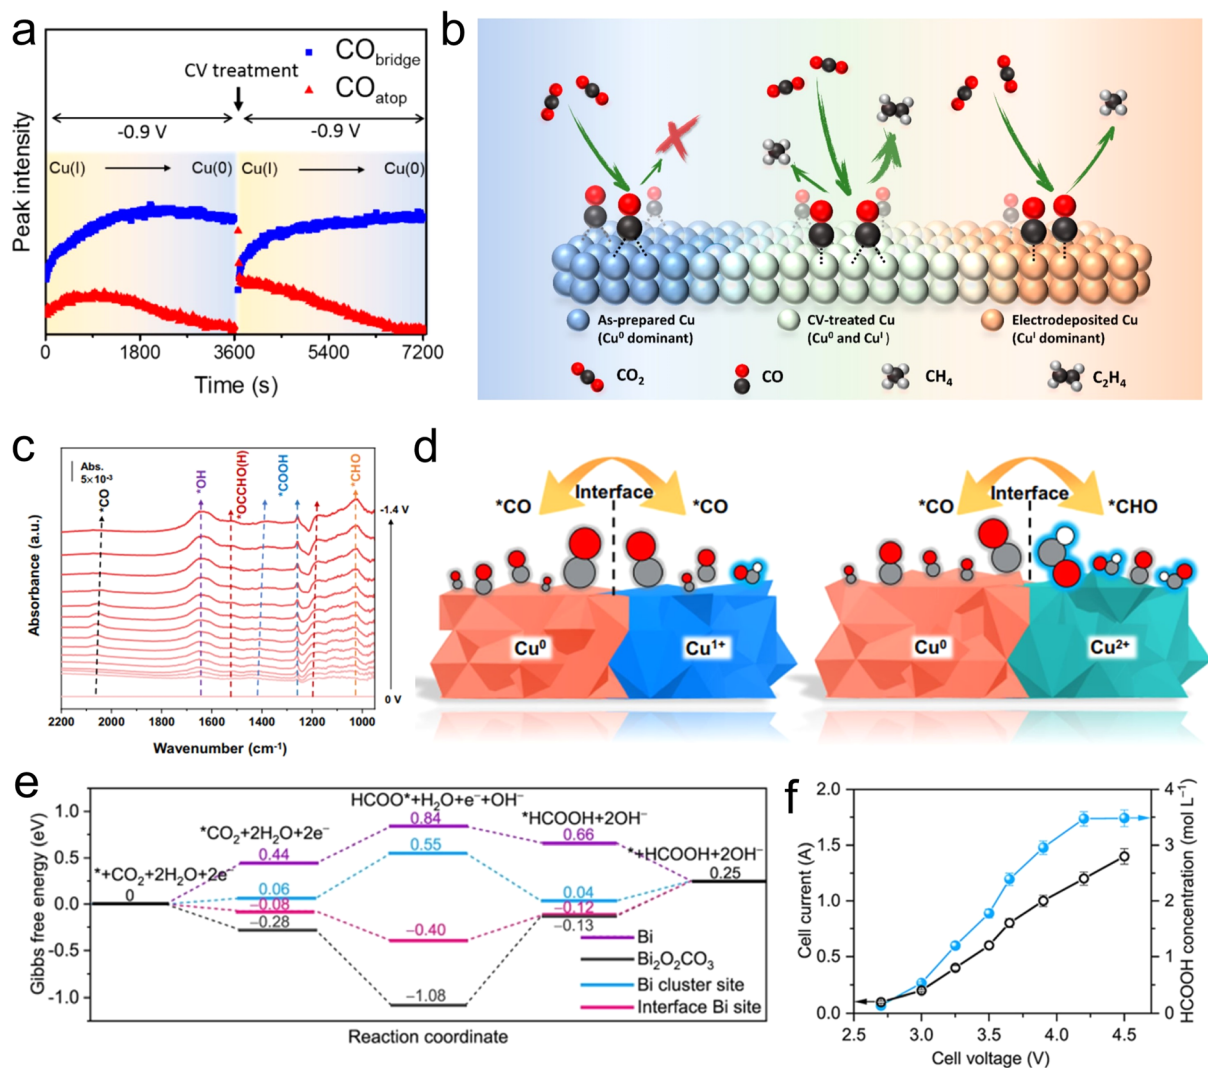 a
CO bridge
CV treatment
CO atop
-0.9 V
-0.9 V
Cu(I)
Cu(0)
Cu(I)
Cu(0)
Peak intensity
0
1800
3600
5400
7200
Time (s)
b
As-prepared Cu
(Cu⁰ dominant)
CV-treated Cu
(Cu⁰ and Cuᴵ)
Electrodeposited Cu
(Cuᴵ dominant)
CO₂
CO
CH₄
C₂H₄
c
Abs.
5×10⁻³
*CO
*OH
*OCCHO(H)
*COOH
*CHO
-1.4 V
0 V
Absorbance (a.u.)
2200
2000
1800
1600
1400
1200
1000
Wavenumber (cm⁻¹)
d
Interface
*CO
*CO
Cu⁰
Cu¹⁺
Interface
*CO
*CHO
Cu⁰
Cu²⁺
e
HCOO*+H₂O+e⁻+OH⁻
0.84
*HCOOH+2OH⁻
0.66
*CO₂+2H₂O+2e⁻
0.44
0.55
*+HCOOH+2OH⁻
0.25
*+CO₂+2H₂O+2e⁻
0
0.06
−0.08
−0.28
−0.40
−1.08
0.04
−0.12
−0.13
Bi
Bi₂O₂CO₃
Bi cluster site
Interface Bi site
1.0
0.5
0.0
-0.5
-1.0
Gibbs free energy (eV)
Reaction coordinate
f
2.0
1.5
1.0
0.5
0.0
Cell current (A)
4
3
2
1
0
HCOOH concentration (mol L⁻¹)
2.5
3.0
3.5
4.0
4.5
Cell voltage (V)